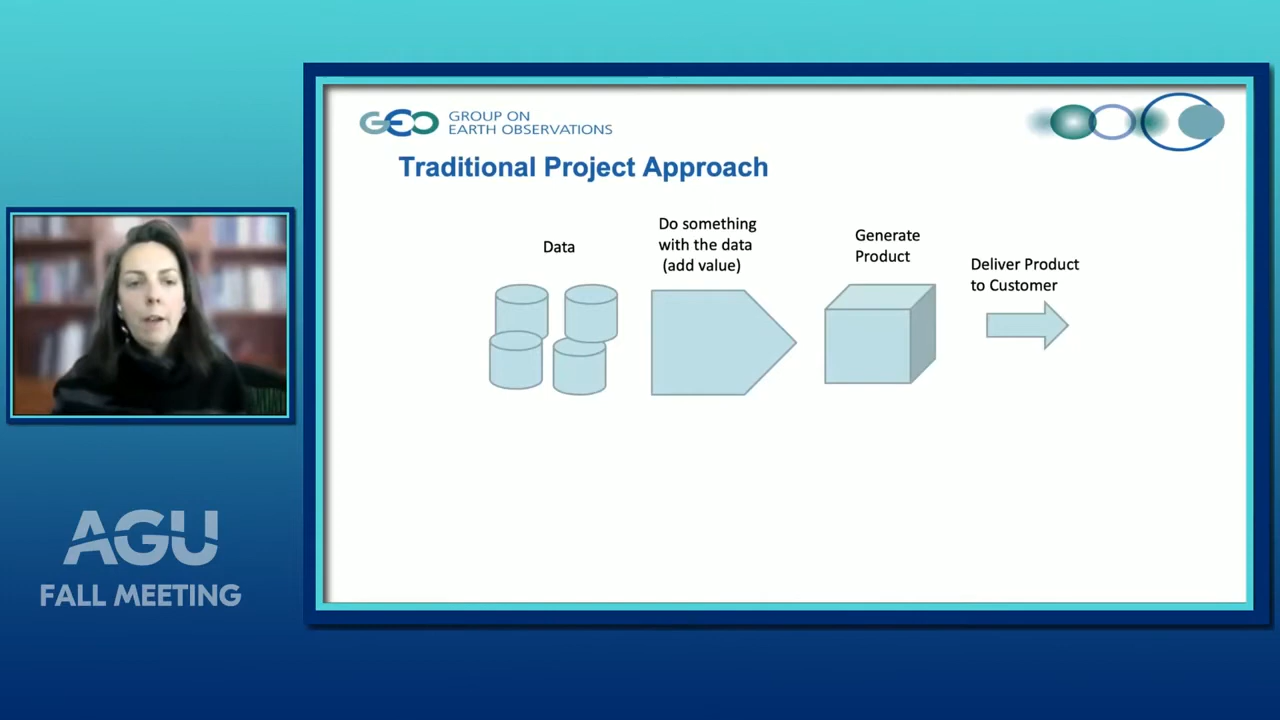 GEO
GROUP ON
EARTH OBSERVATIONS
Traditional Project Approach
Data
Do something
with the data
(add value)
Generate
Product
Deliver Product
to Customer
AGU
FALL MEETING